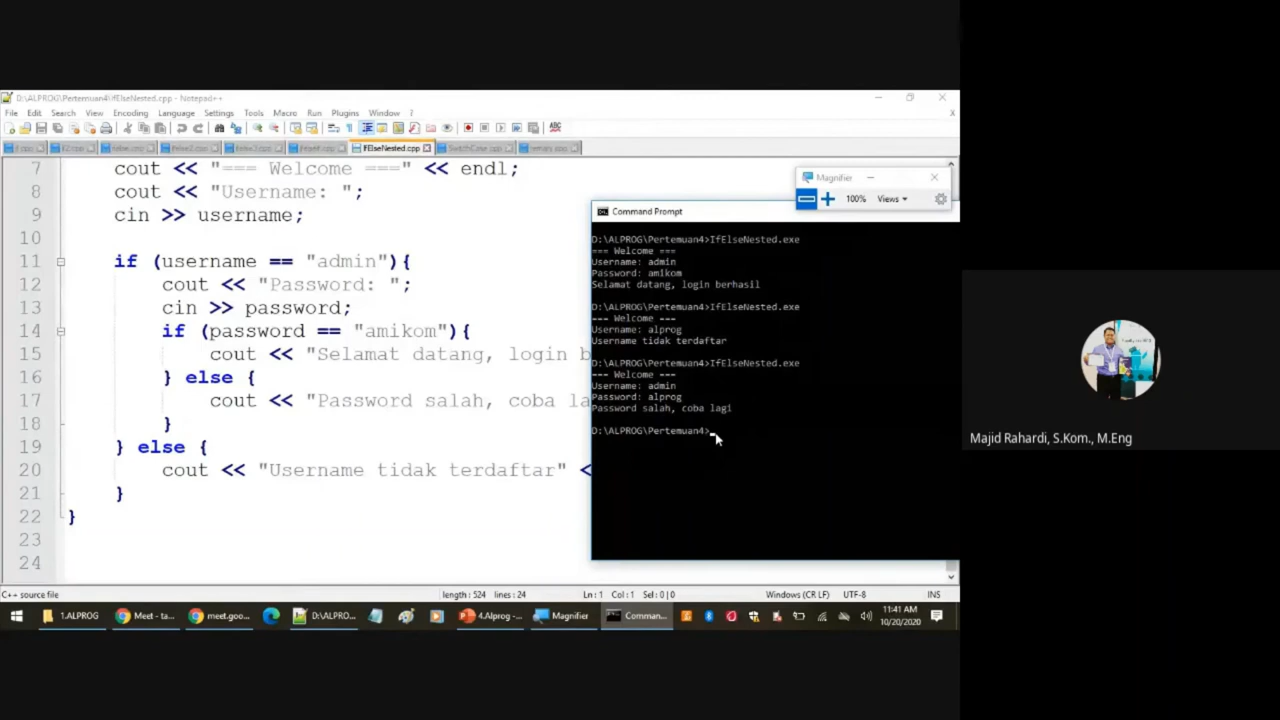 D:\ALPROG\Pertemuan4\IfElseNested.cpp - Notepad++
File Edit Search View Encoding Language Settings Tools Macro Run Plugins Window ?
IfElseNested.cpp
SwitchCase.cpp
7 cout << "=== Welcome ===" << endl;
8 cout << "Username: ";
9 cin >> username;
10
11 if (username == "admin"){
12 cout << "Password: ";
13 cin >> password;
14 if (password == "amikom"){
15 cout << "Selamat datang, login b
16 } else {
17 cout << "Password salah, coba la
18 }
19 } else {
20 cout << "Username tidak terdaftar" <
21 }
22 }
23
24
Magnifier
100% Views
Command Prompt
D:\ALPROG\Pertemuan4>IfElseNested.exe
=== Welcome ===
Username: admin
Password: amikom
Selamat datang, login berhasil
D:\ALPROG\Pertemuan4>IfElseNested.exe
=== Welcome ===
Username: alprog
Username tidak terdaftar
D:\ALPROG\Pertemuan4>IfElseNested.exe
=== Welcome ===
Username: admin
Password: alprog
Password salah, coba lagi
D:\ALPROG\Pertemuan4>
Majid Rahardi, S.Kom., M.Eng
C++ source file length : 524 lines : 24 Ln : 1 Col : 1 Sel : 0 | 0 Windows (CR LF) UTF-8 INS
1.ALPROG Meet - ta... meet.goo... D:\ALPRO... 4.Alprog -... Magnifier Comman...
11:41 AM
10/20/2020